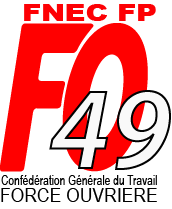 FNEC FP
FO
49
Confédération Générale du Travail
FORCE OUVRIERE